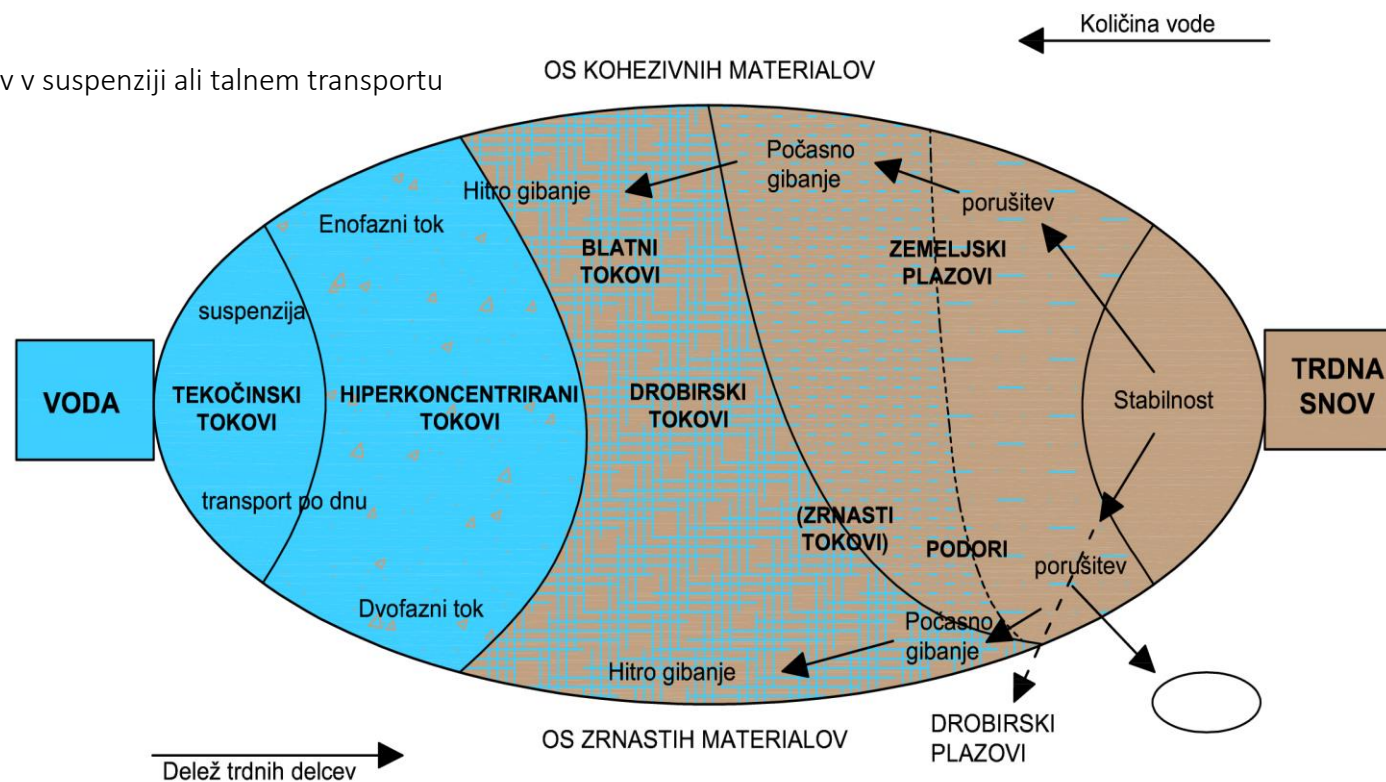 Količina vode
v v suspenziji ali talnem transportu
OS KOHEZIVNIH MATERIALOV
Počasno
gibanje
Hitro gibanje
porušitev
Enofazni tok
BLATNI
TOKOVI
ZEMELJSKI
PLAZOVI
suspenzija
VODA
TEKOČINSKI
TOKOVI
HIPERKONCENTRIRANI
TOKOVI
DROBIRSKI
TOKOVI
Stabilnost
TRDNA
SNOV
transport po dnu
(ZRNASTI
TOKOVI)
PODORI
porušitev
Dvofazni tok
Počasno
gibanje
Hitro gibanje
DROBIRSKI
PLAZOVI
OS ZRNASTIH MATERIALOV
Delež trdnih delcev